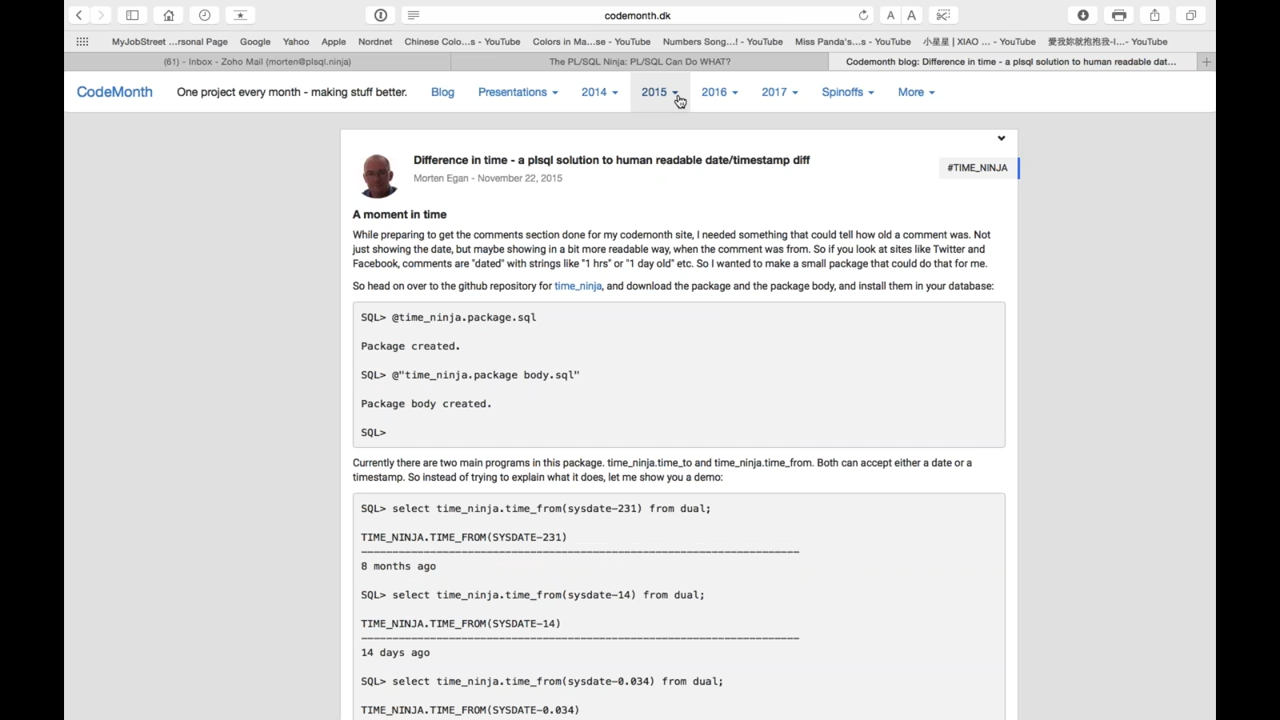 codemonth.dk
A A
MyJobStreet ...rsonal Page Google Yahoo Apple Nordnet Chinese Colo...s - YouTube Colors in Ma...se - YouTube Numbers Song...! - YouTube Miss Panda's...s - YouTube 小星星 | XIAO ... - YouTube 愛我妳就抱抱我-I...- YouTube
(61) - Inbox - Zoho Mail (morten@plsql.ninja) The PL/SQL Ninja: PL/SQL Can Do WHAT? Codemonth blog: Difference in time - a plsql solution to human readable dat...
CodeMonth One project every month - making stuff better. Blog Presentations 2014 2015 2016 2017 Spinoffs More
Difference in time - a plsql solution to human readable date/timestamp diff
#TIME_NINJA
Morten Egan - November 22, 2015
A moment in time
While preparing to get the comments section done for my codemonth site, I needed something that could tell how old a comment was. Not
just showing the date, but maybe showing in a bit more readable way, when the comment was from. So if you look at sites like Twitter and
Facebook, comments are "dated" with strings like "1 hrs" or "1 day old" etc. So I wanted to make a small package that could do that for me.
So head on over to the github repository for time_ninja, and download the package and the package body, and install them in your database:
SQL> @time_ninja.package.sql
Package created.
SQL> @"time_ninja.package body.sql"
Package body created.
SQL>
Currently there are two main programs in this package. time_ninja.time_to and time_ninja.time_from. Both can accept either a date or a
timestamp. So instead of trying to explain what it does, let me show you a demo:
SQL> select time_ninja.time_from(sysdate-231) from dual;
TIME_NINJA.TIME_FROM(SYSDATE-231)
--------------------------------------------------------------------------------
8 months ago
SQL> select time_ninja.time_from(sysdate-14) from dual;
TIME_NINJA.TIME_FROM(SYSDATE-14)
--------------------------------------------------------------------------------
14 days ago
SQL> select time_ninja.time_from(sysdate-0.034) from dual;
TIME_NINJA.TIME_FROM(SYSDATE-0.034)